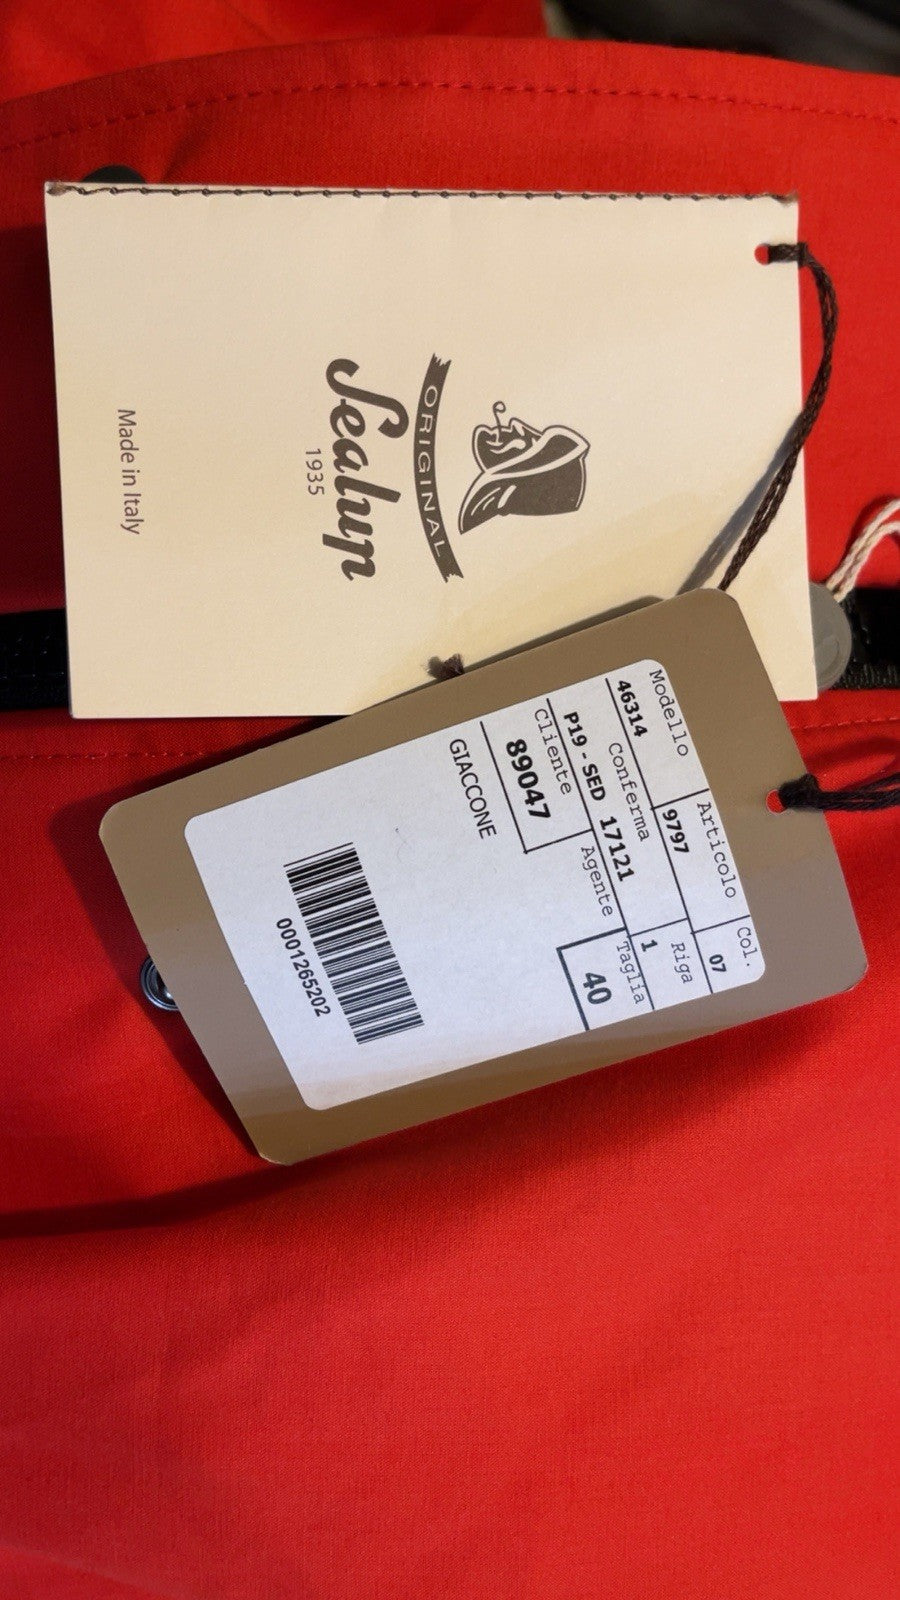 ORIGINAL
Sealup
1935
Made in Italy
Modello Articolo Col.
46314 9797 07
Conferma Riga
P19 - SED 17121 1
Cliente Agente Taglia
89047 40
GIACCONE
0001265202